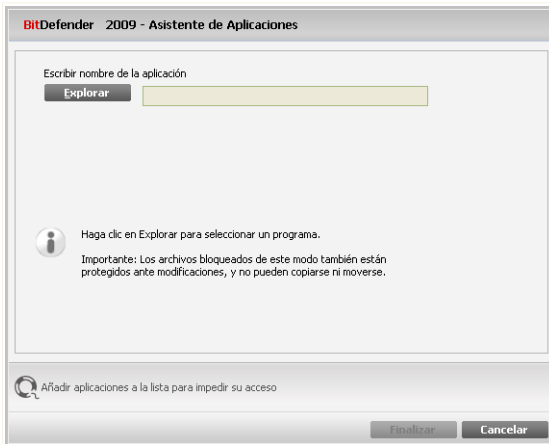 BitDefender 2009 - Asistente de Aplicaciones
Escribir nombre de la aplicación
Explorar
Haga clic en Explorar para seleccionar un programa.
Importante: Los archivos bloqueados de este modo también están
protegidos ante modificaciones, y no pueden copiarse ni moverse.
Añadir aplicaciones a la lista para impedir su acceso
Finalizar
Cancelar